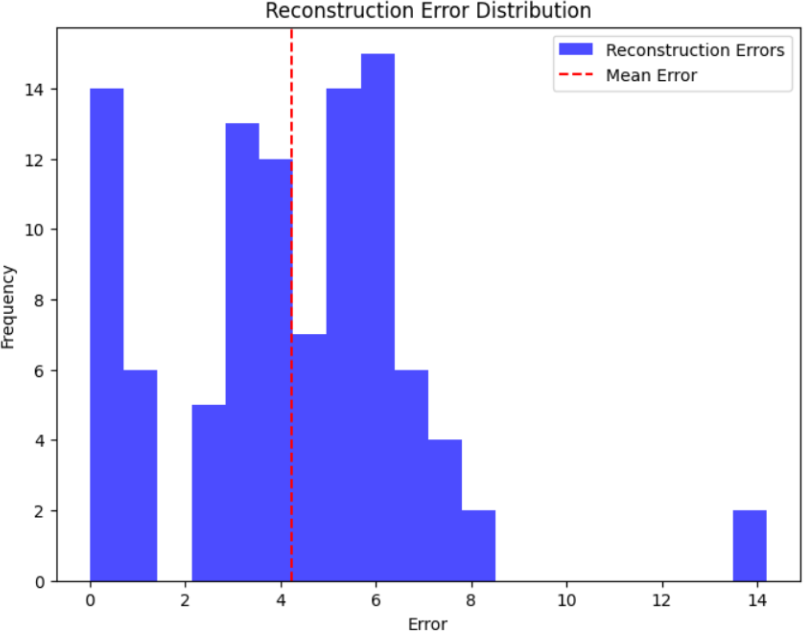 Reconstruction Error Distribution
Reconstruction Errors
Mean Error
14
12
10
8
6
4
2
0
Frequency
0 2 4 6 8 10 12 14
Error